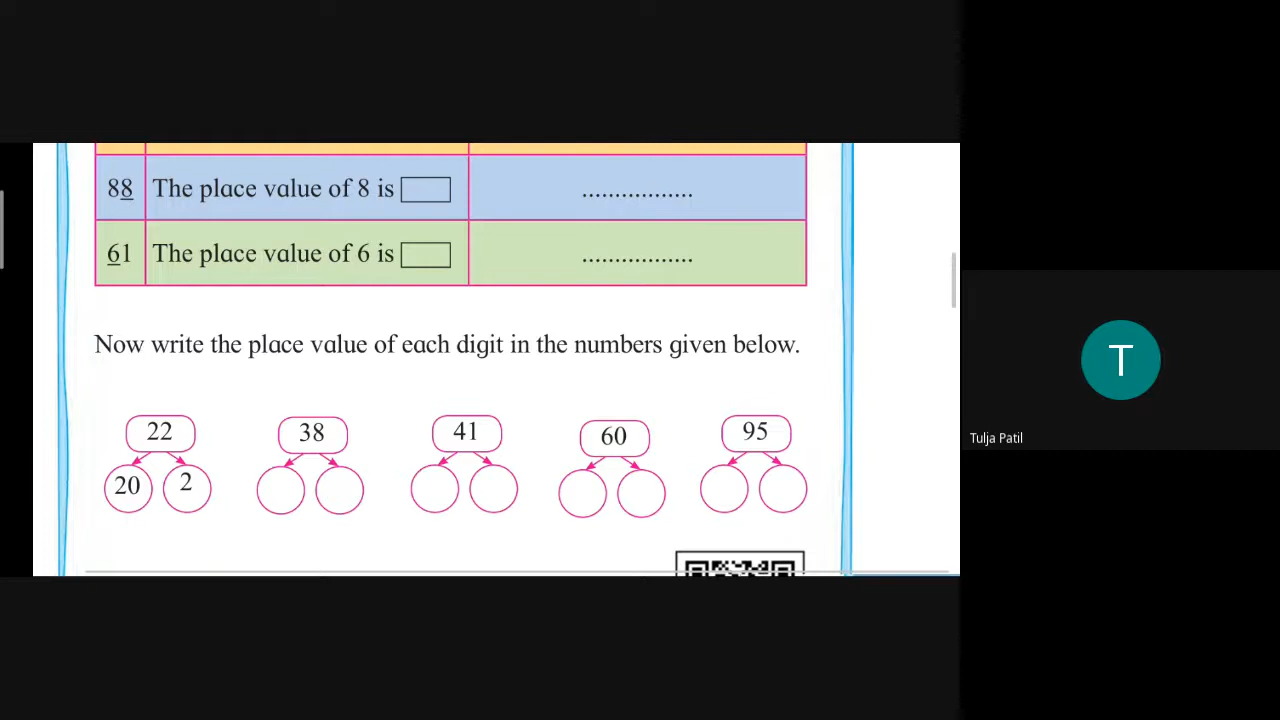 88 The place value of 8 is .................
61 The place value of 6 is .................
Now write the place value of each digit in the numbers given below.
22 38 41 60 95
20 2
T
Tulja Patil